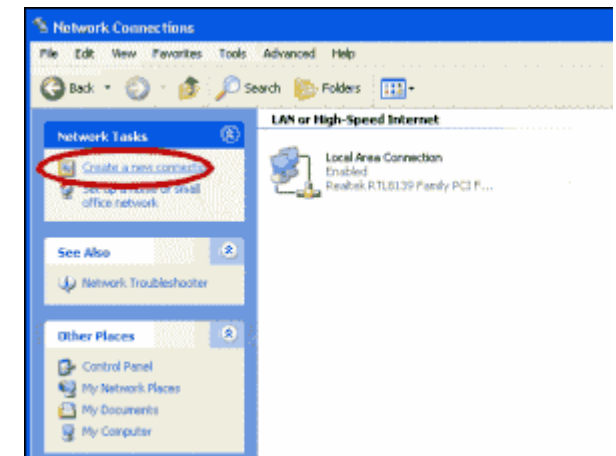 Network Connections
File Edit View Favorites Tools Advanced Help
Back Search Folders
LAN or High-Speed Internet
Network Tasks
Create a new connectio
Set up a home or small
office network
Local Area Connection
Enabled
Realtek RTL8139 Family PCI F...
See Also
Network Troubleshooter
Other Places
Control Panel
My Network Places
My Documents
My Computer